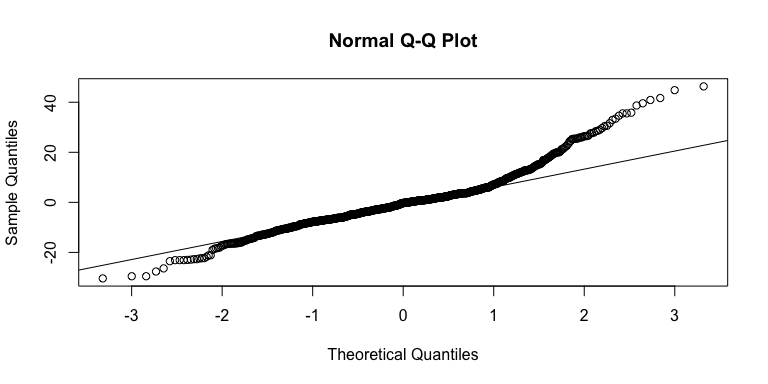 Normal Q-Q Plot
Sample Quantiles
40
20
0
-20
-3 -2 -1 0 1 2 3
Theoretical Quantiles